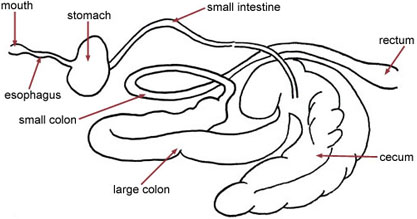 mouth
stomach
small intestine
rectum
esophagus
small colon
cecum
large colon